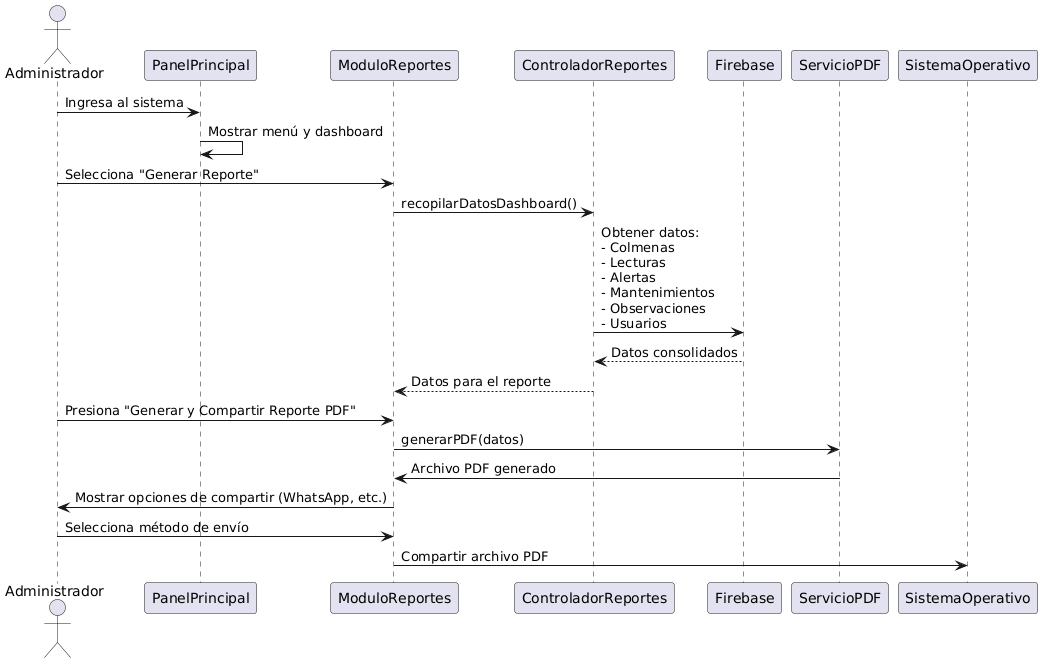 Administrador
PanelPrincipal
ModuloReportes
ControladorReportes
Firebase
ServicioPDF
SistemaOperativo
Ingresa al sistema
Mostrar menú y dashboard
Selecciona "Generar Reporte"
recopilarDatosDashboard()
Obtener datos:
- Colmenas
- Lecturas
- Alertas
- Mantenimientos
- Observaciones
- Usuarios
Datos consolidados
Datos para el reporte
Presiona "Generar y Compartir Reporte PDF"
generarPDF(datos)
Archivo PDF generado
Mostrar opciones de compartir (WhatsApp, etc.)
Selecciona método de envío
Compartir archivo PDF
Administrador
PanelPrincipal
ModuloReportes
ControladorReportes
Firebase
ServicioPDF
SistemaOperativo